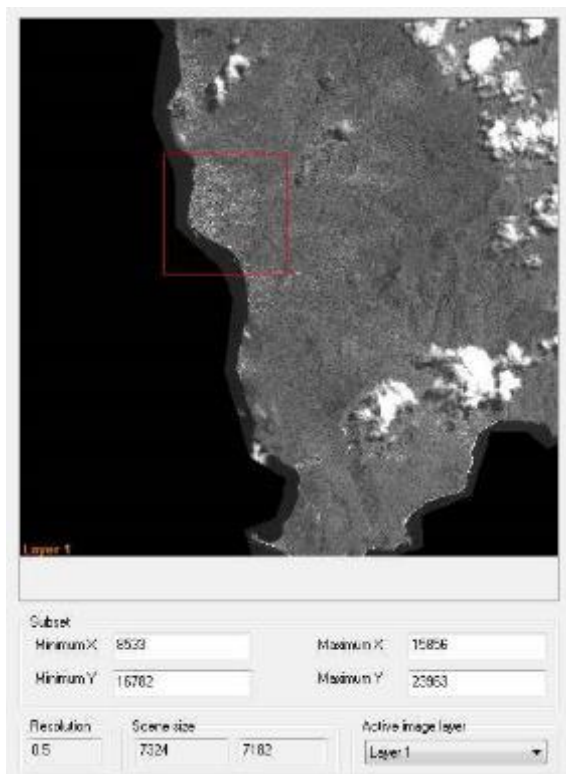 Layer 1
Subset
Minimum X 8533 Maximum X 15856
Minimum Y 16782 Maximum Y 23963
Resolution Scene size Active image layer
0.5 7324 7182 Layer 1